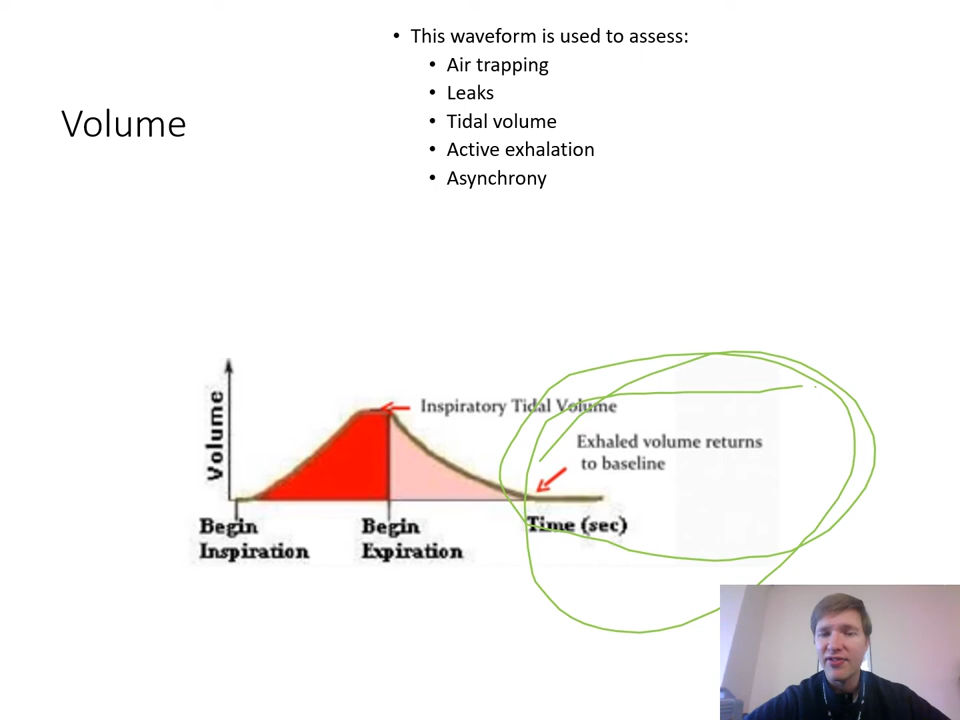 • This waveform is used to assess:
• Air trapping
• Leaks
Volume
• Tidal volume
• Active exhalation
• Asynchrony
Volume
Inspiratory Tidal Volume
Exhaled volume returns
to baseline
Begin
Inspiration
Begin
Expiration
Time (sec)